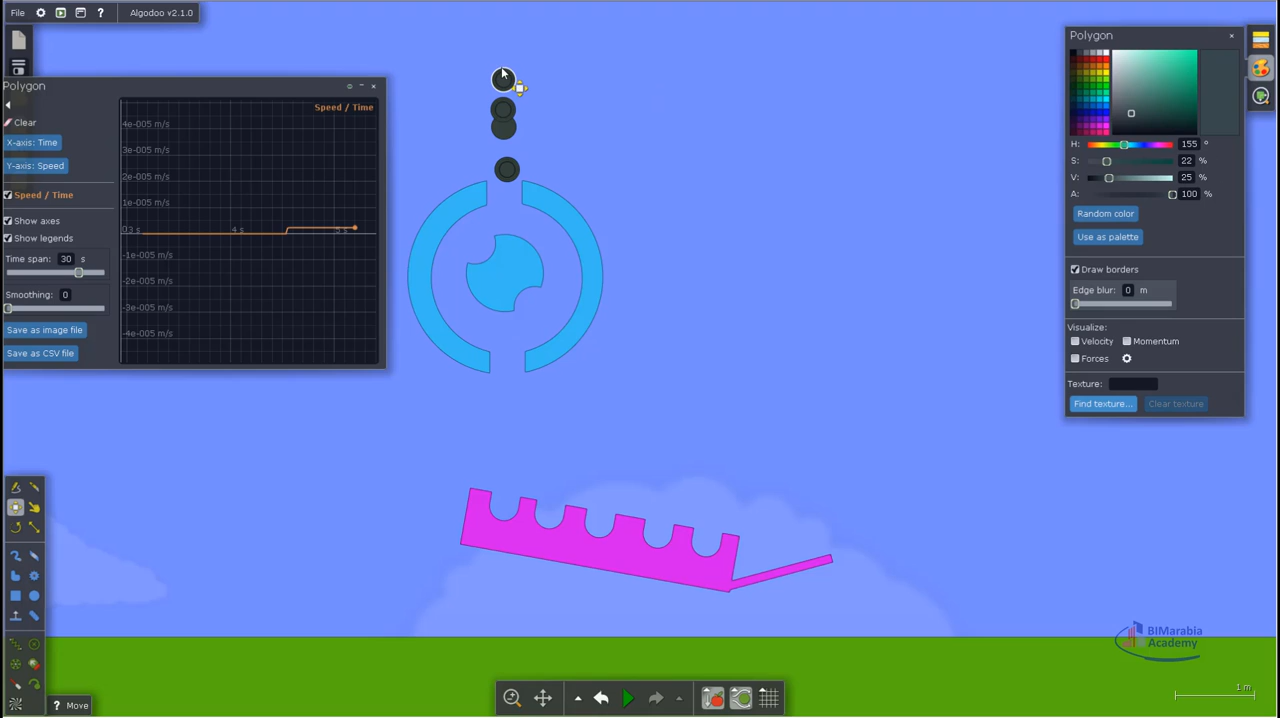 File ? Algodoo v2.1.0
Polygon
Clear
X-axis: Time
Y-axis: Speed
Speed / Time
Show axes
Show legends
Time span: 30 s
Smoothing: 0
Save as image file
Save as CSV file
Speed / Time
4e-005 m/s
3e-005 m/s
2e-005 m/s
1e-005 m/s
3 s 4 s 5 s
-1e-005 m/s
-2e-005 m/s
-3e-005 m/s
-4e-005 m/s
Polygon
H: 155 °
S: 22 %
V: 25 %
A: 100 %
Random color
Use as palette
Draw borders
Edge blur: 0 m
Visualize:
Velocity Momentum
Forces
Texture:
Find texture... Clear texture
BIMarabia
Academy
1 m
? Move